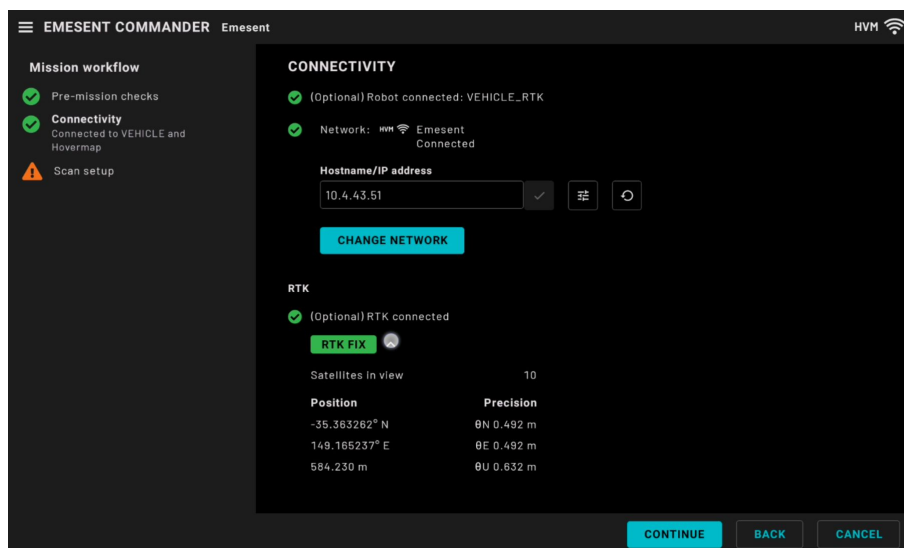 EMESENT COMMANDER Emesent HVM
Mission workflow
Pre-mission checks
Connectivity
Connected to VEHICLE and
Hovermap
Scan setup
CONNECTIVITY
(Optional) Robot connected: VEHICLE_RTK
Network: HVM Emesent
Connected
Hostname/IP address
10.4.43.51
CHANGE NETWORK
RTK
(Optional) RTK connected
RTK FIX
Satellites in view 10
Position Precision
-35.363262° N θN 0.492 m
149.165237° E θE 0.492 m
584.230 m θU 0.632 m
CONTINUE BACK CANCEL